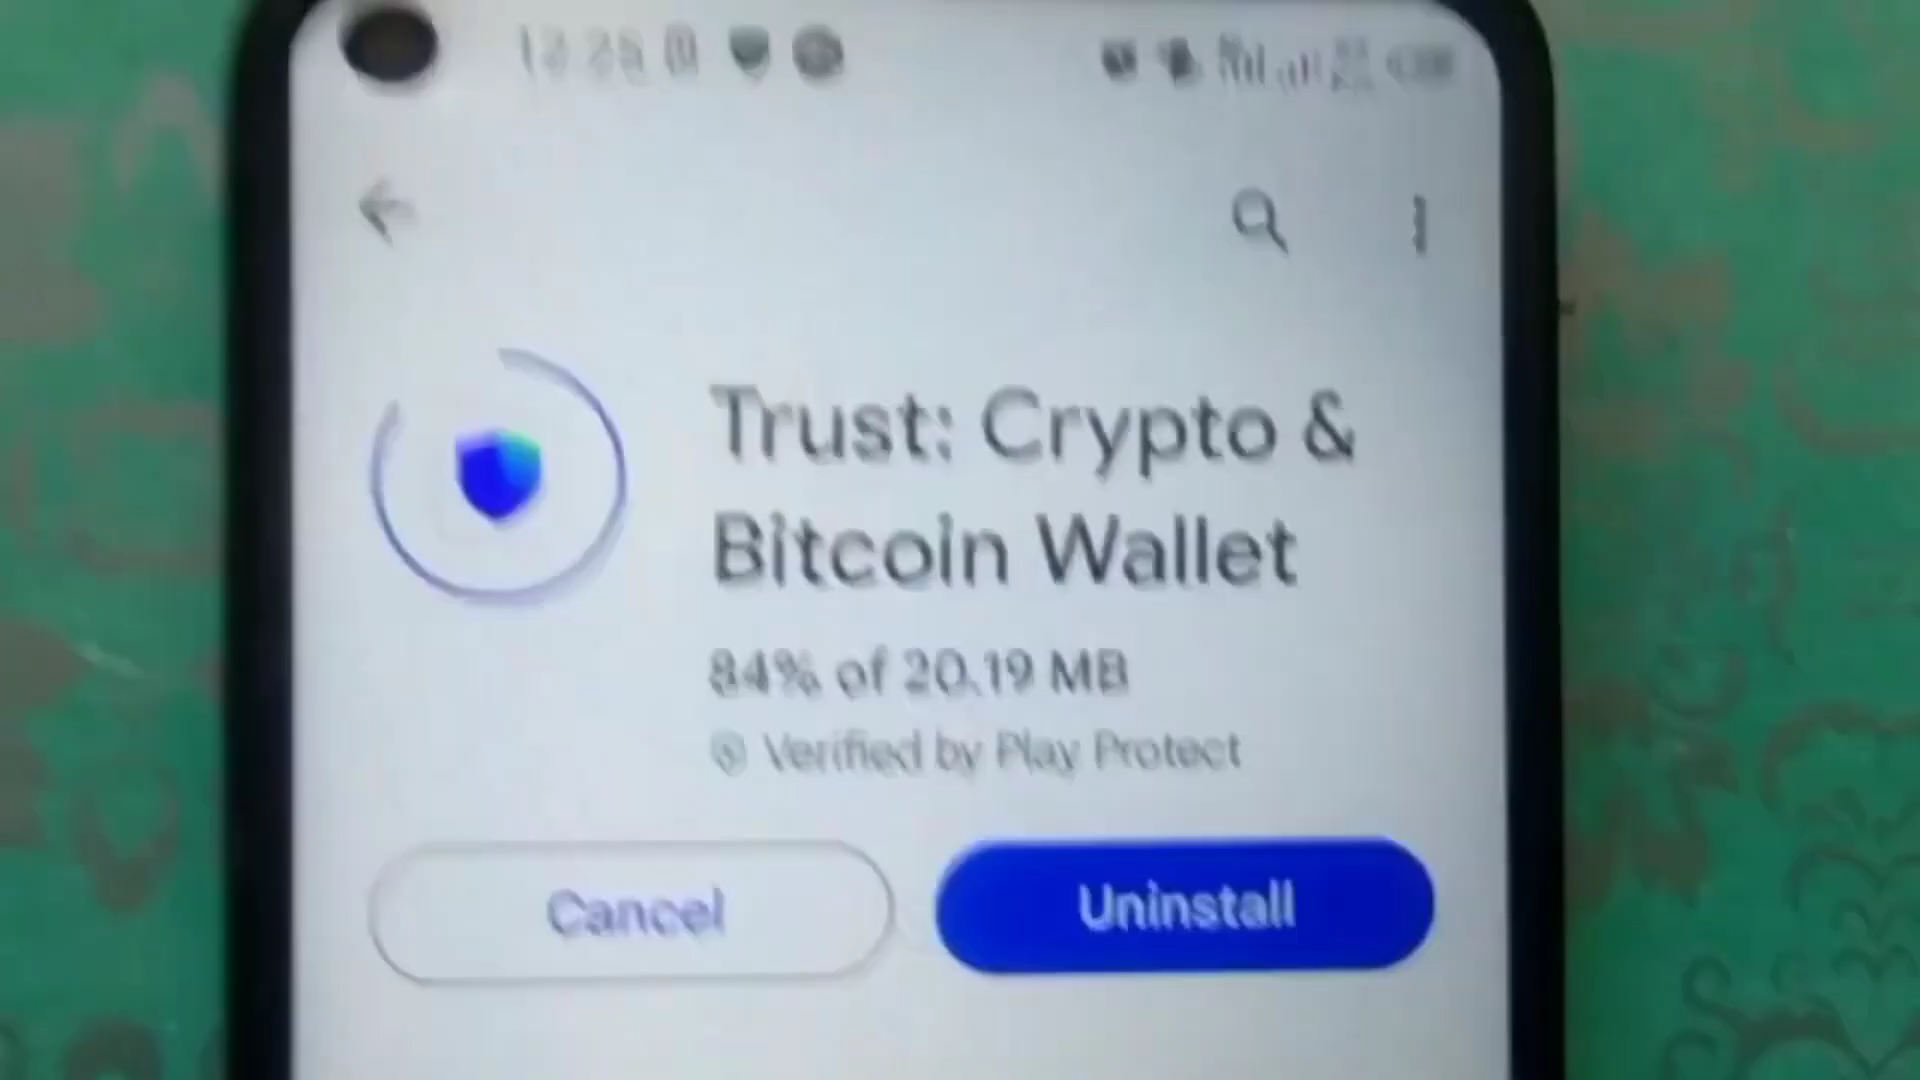 Trust: Crypto &
Bitcoin Wallet
84% of 20.19 MB
Verified by Play Protect
Cancel
Uninstall